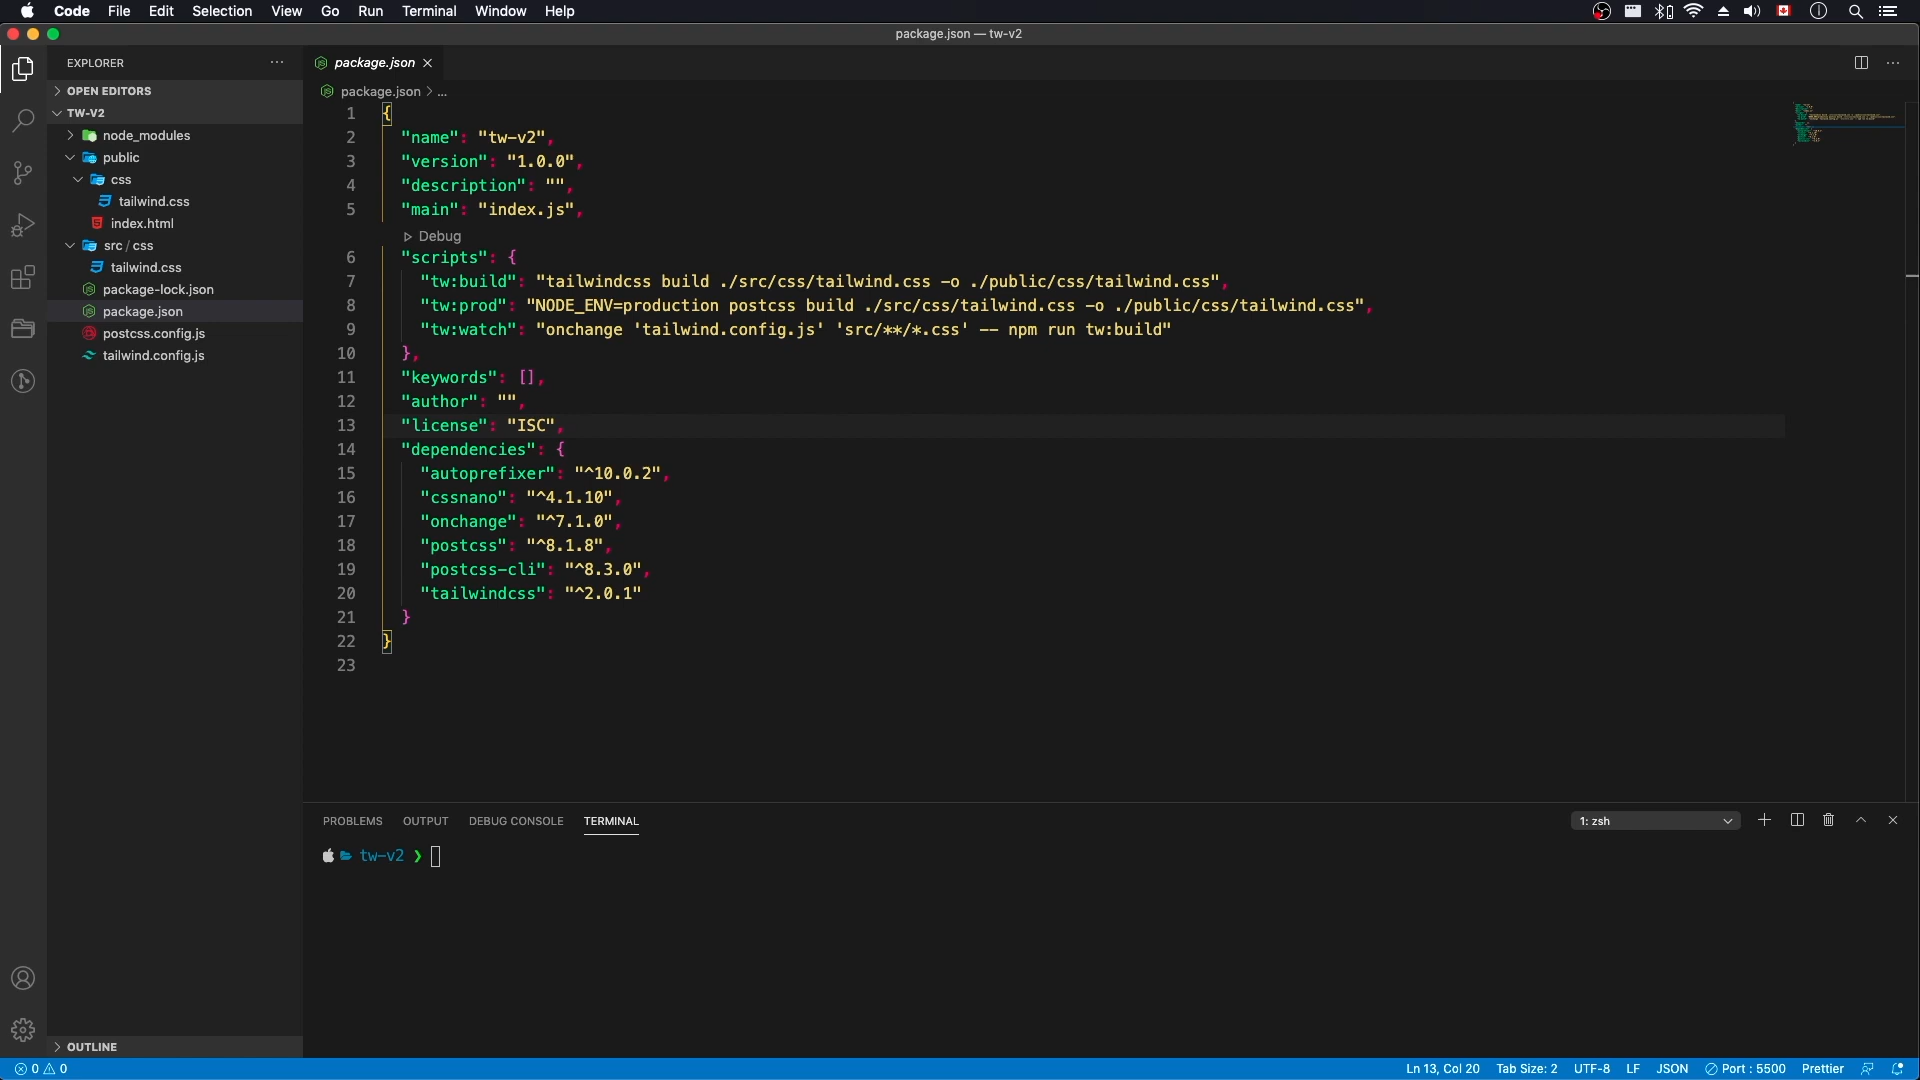 Code File Edit Selection View Go Run Terminal Window Help
package.json — tw-v2
EXPLORER
OPEN EDITORS
TW-V2
node_modules
public
css
tailwind.css
index.html
src / css
tailwind.css
package-lock.json
package.json
postcss.config.js
tailwind.config.js
OUTLINE
package.json
package.json > ...
1 {
2 "name": "tw-v2",
3 "version": "1.0.0",
4 "description": "",
5 "main": "index.js",
Debug
6 "scripts": {
7 "tw:build": "tailwindcss build ./src/css/tailwind.css -o ./public/css/tailwind.css",
8 "tw:prod": "NODE_ENV=production postcss build ./src/css/tailwind.css -o ./public/css/tailwind.css",
9 "tw:watch": "onchange 'tailwind.config.js' 'src/**/*.css' -- npm run tw:build"
10 },
11 "keywords": [],
12 "author": "",
13 "license": "ISC",
14 "dependencies": {
15 "autoprefixer": "^10.0.2",
16 "cssnano": "^4.1.10",
17 "onchange": "^7.1.0",
18 "postcss": "^8.1.8",
19 "postcss-cli": "^8.3.0",
20 "tailwindcss": "^2.0.1"
21 }
22 }
23
PROBLEMS OUTPUT DEBUG CONSOLE TERMINAL
1: zsh
tw-v2 ❯
0 0
Ln 13, Col 20 Tab Size: 2 UTF-8 LF JSON Port : 5500 Prettier